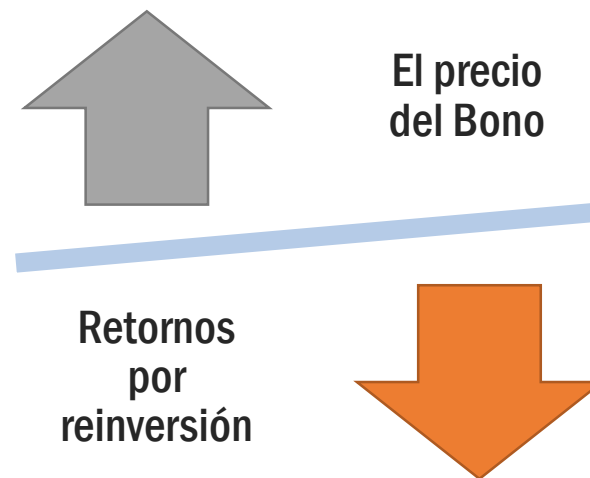 El precio
del Bono
Retornos
por
reinversión